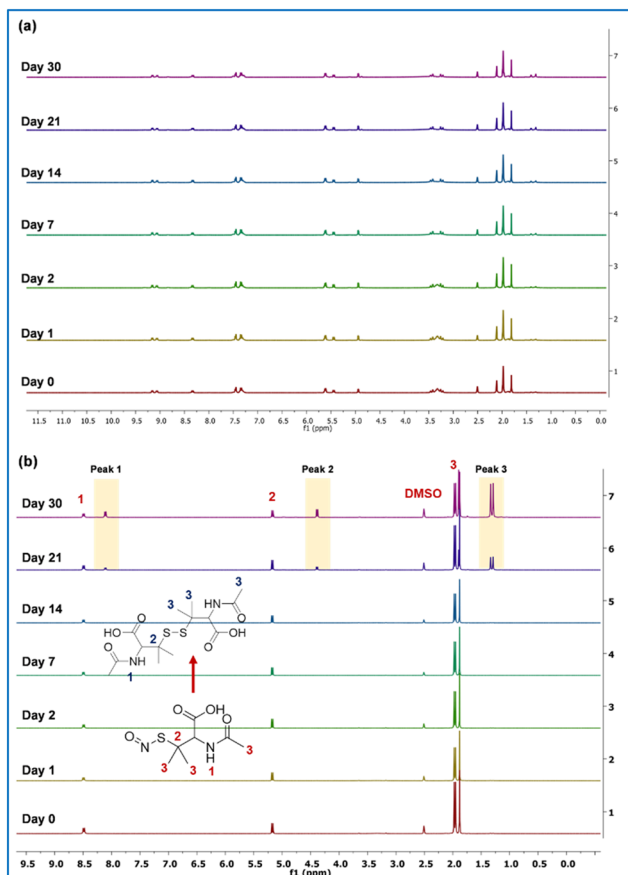 (a)
Day 30
Day 21
Day 14
Day 7
Day 2
Day 1
Day 0
7
6
5
4
3
2
1
11.5 11.0 10.5 10.0 9.5 9.0 8.5 8.0 7.5 7.0 6.5 6.0 5.5 5.0 4.5 4.0 3.5 3.0 2.5 2.0 1.5 1.0 0.5 0.0
f1 (ppm)
(b)
Peak 1 Peak 2 Peak 3
1 2 DMSO 3
Day 30
Day 21
Day 14
Day 7
Day 2
Day 1
Day 0
7
6
5
4
3
2
1
3
3 3 HN O
HO O
2 S S OH
O HN O
1
OH
O
S 2 O
O N
3 3 NH 3
1
9.5 9.0 8.5 8.0 7.5 7.0 6.5 6.0 5.5 5.0 4.5 4.0 3.5 3.0 2.5 2.0 1.5 1.0 0.5 0.0
f1 (ppm)